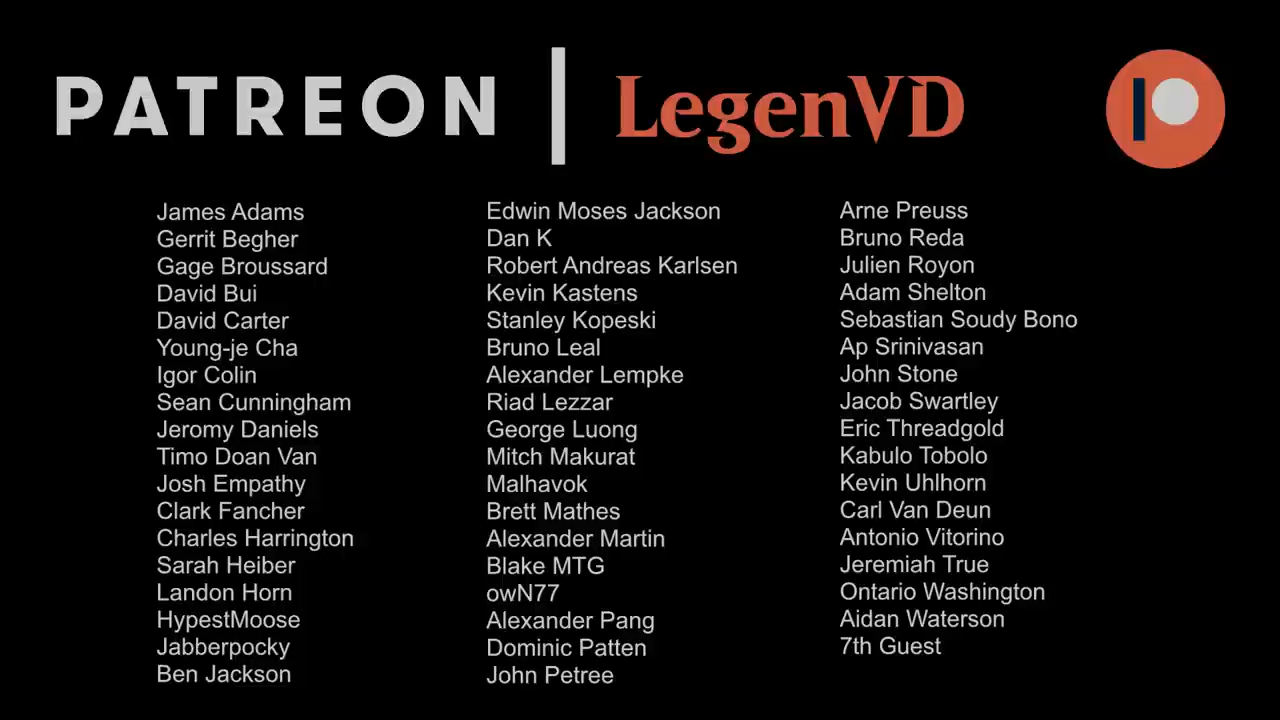 PATREON | LegenVD
James Adams
Gerrit Begher
Gage Broussard
David Bui
David Carter
Young-je Cha
Igor Colin
Sean Cunningham
Jeromy Daniels
Timo Doan Van
Josh Empathy
Clark Fancher
Charles Harrington
Sarah Heiber
Landon Horn
HypestMoose
Jabberpocky
Ben Jackson
Edwin Moses Jackson
Dan K
Robert Andreas Karlsen
Kevin Kastens
Stanley Kopeski
Bruno Leal
Alexander Lempke
Riad Lezzar
George Luong
Mitch Makurat
Malhavok
Brett Mathes
Alexander Martin
Blake MTG
owN77
Alexander Pang
Dominic Patten
John Petree
Arne Preuss
Bruno Reda
Julien Royon
Adam Shelton
Sebastian Soudy Bono
Ap Srinivasan
John Stone
Jacob Swartley
Eric Threadgold
Kabulo Tobolo
Kevin Uhlhorn
Carl Van Deun
Antonio Vitorino
Jeremiah True
Ontario Washington
Aidan Waterson
7th Guest